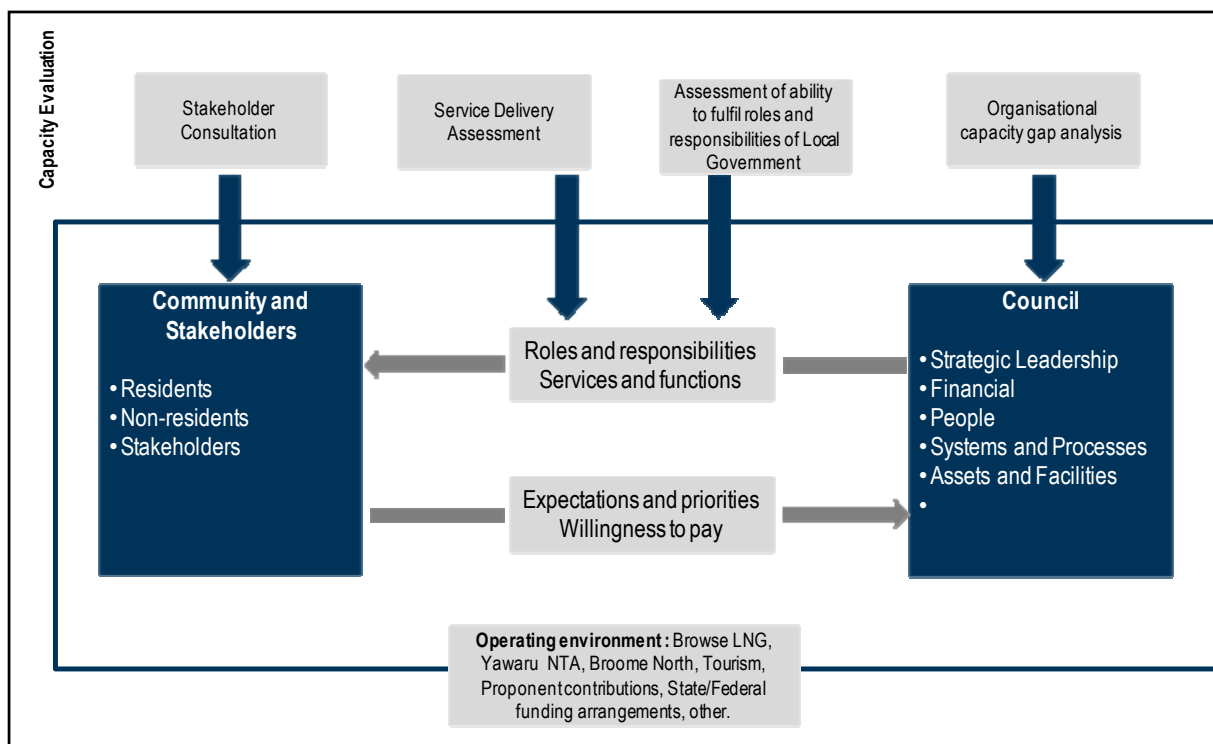 Capacity Evaluation
Stakeholder
Consultation
Service Delivery
Assessment
Assessment of ability
to fulfil roles and
responsibilities of Local
Government
Organisational
capacity gap analysis
Community and
Stakeholders
• Residents
• Non-residents
• Stakeholders
Roles and responsibilities
Services and functions
Expectations and priorities
Willingness to pay
Council
• Strategic Leadership
• Financial
• People
• Systems and Processes
• Assets and Facilities
•
Operating environment : Browse LNG,
Yawaru NTA, Broome North, Tourism,
Proponent contributions, State/Federal
funding arrangements, other.